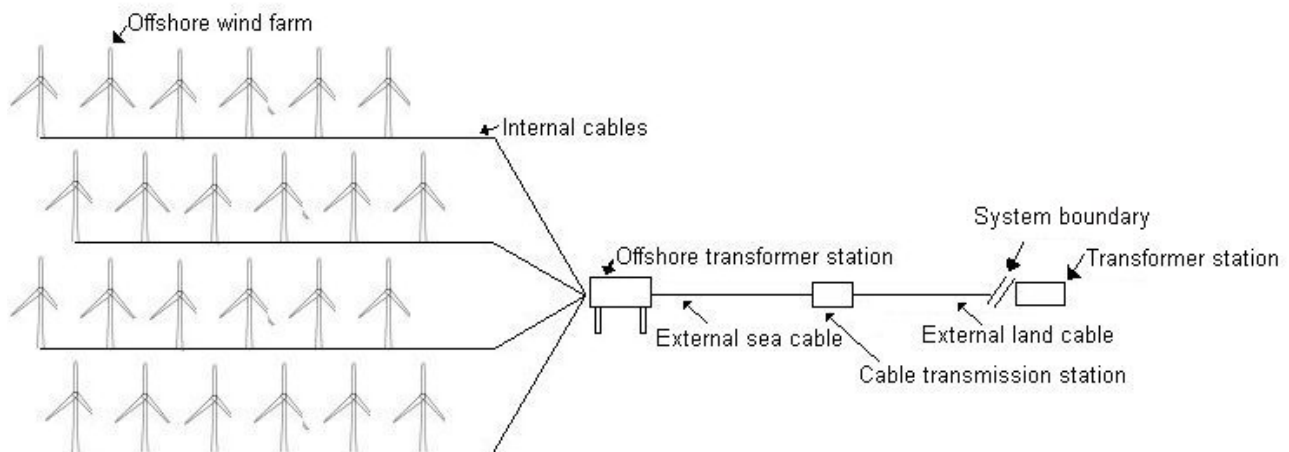 Offshore wind farm
Internal cables
System boundary
Offshore transformer station
Transformer station
External sea cable
External land cable
Cable transmission station